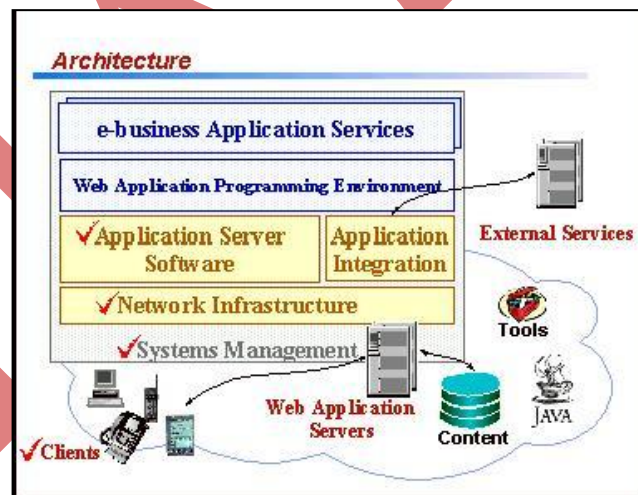 Architecture
e-business Application Services
Web Application Programming Environment
Application Server
Software
Application
Integration
External Services
Network Infrastructure
Tools
Systems Management
JAVA
Web Application
Servers
Content
Clients